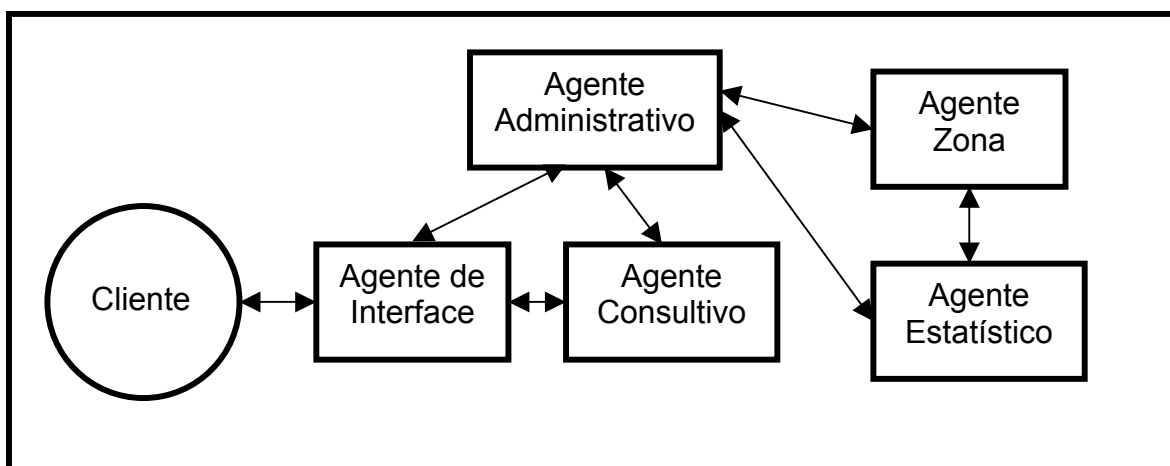 Agente
Administrativo
Agente
Zona
Cliente
Agente de
Interface
Agente
Consultivo
Agente
Estatístico